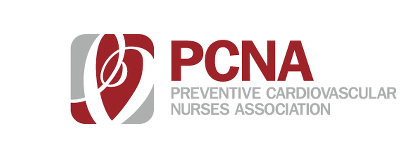 PCNA
PREVENTIVE CARDIOVASCULAR
NURSES ASSOCIATION